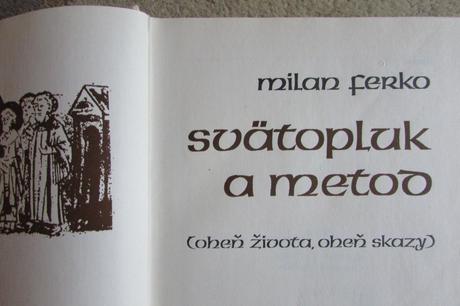 milan ferko
svätopluk
a metod
(oheň života, oheň skazy)